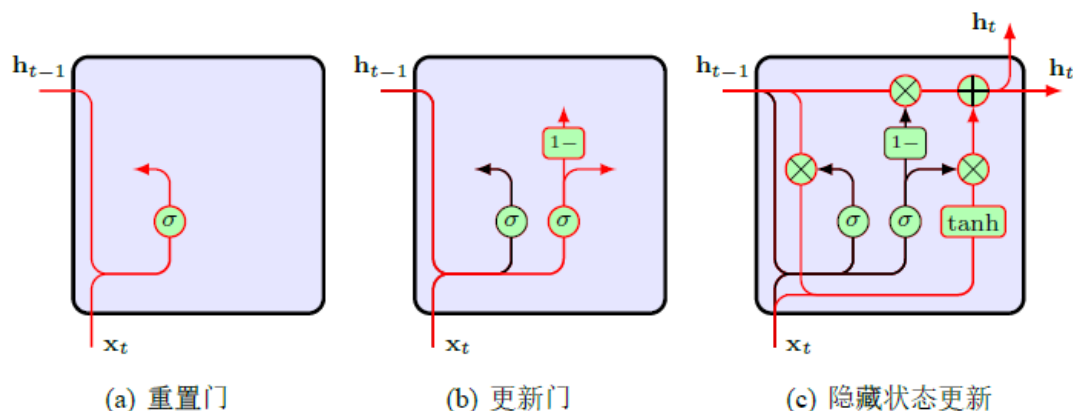 h_t
h_{t-1} h_{t-1} h_{t-1} h_t
1− 1−
σ σ σ σ σ tanh
x_t x_t x_t
(a) 重置门 (b) 更新门 (c) 隐藏状态更新